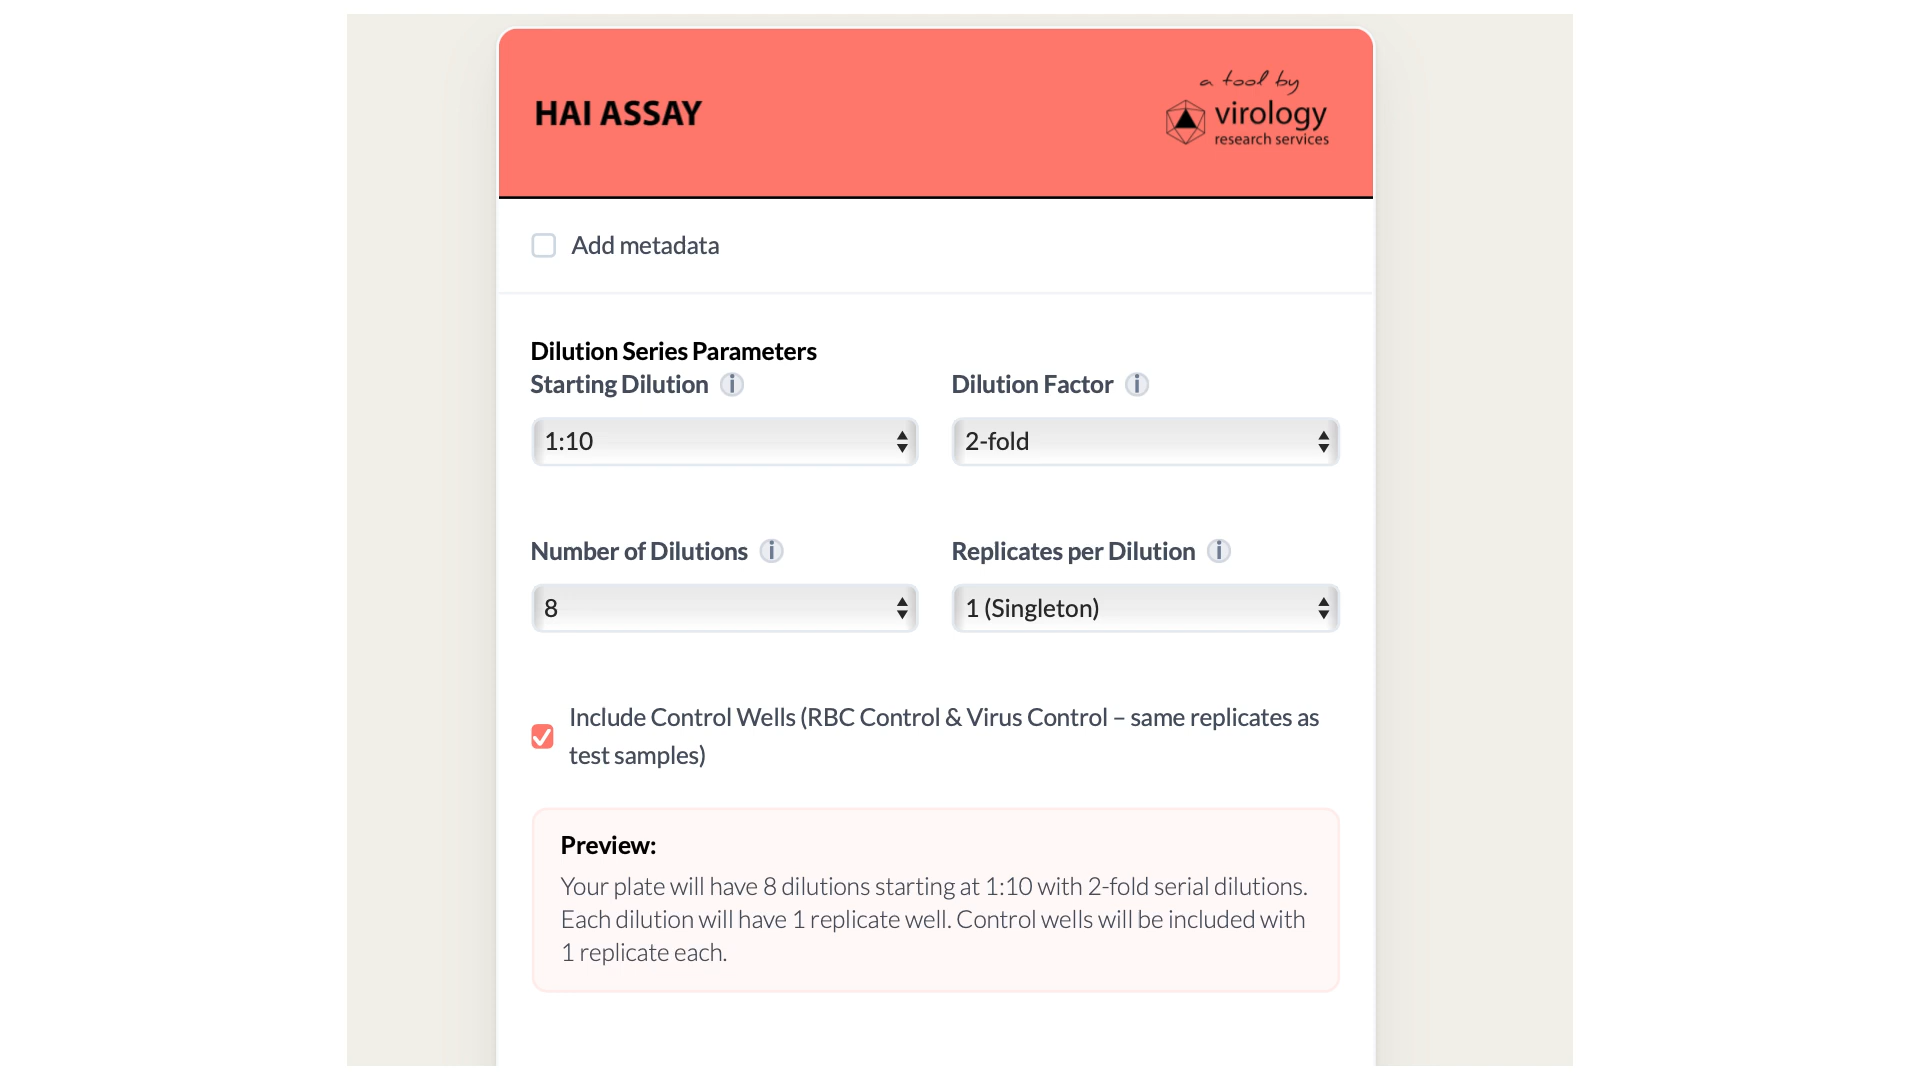 HAI ASSAY
a tool by
virology
research services
Add metadata
Dilution Series Parameters
Starting Dilution i
Dilution Factor i
1:10
2-fold
Number of Dilutions i
Replicates per Dilution i
8
1 (Singleton)
Include Control Wells (RBC Control & Virus Control – same replicates as
test samples)
Preview:
Your plate will have 8 dilutions starting at 1:10 with 2-fold serial dilutions.
Each dilution will have 1 replicate well. Control wells will be included with
1 replicate each.